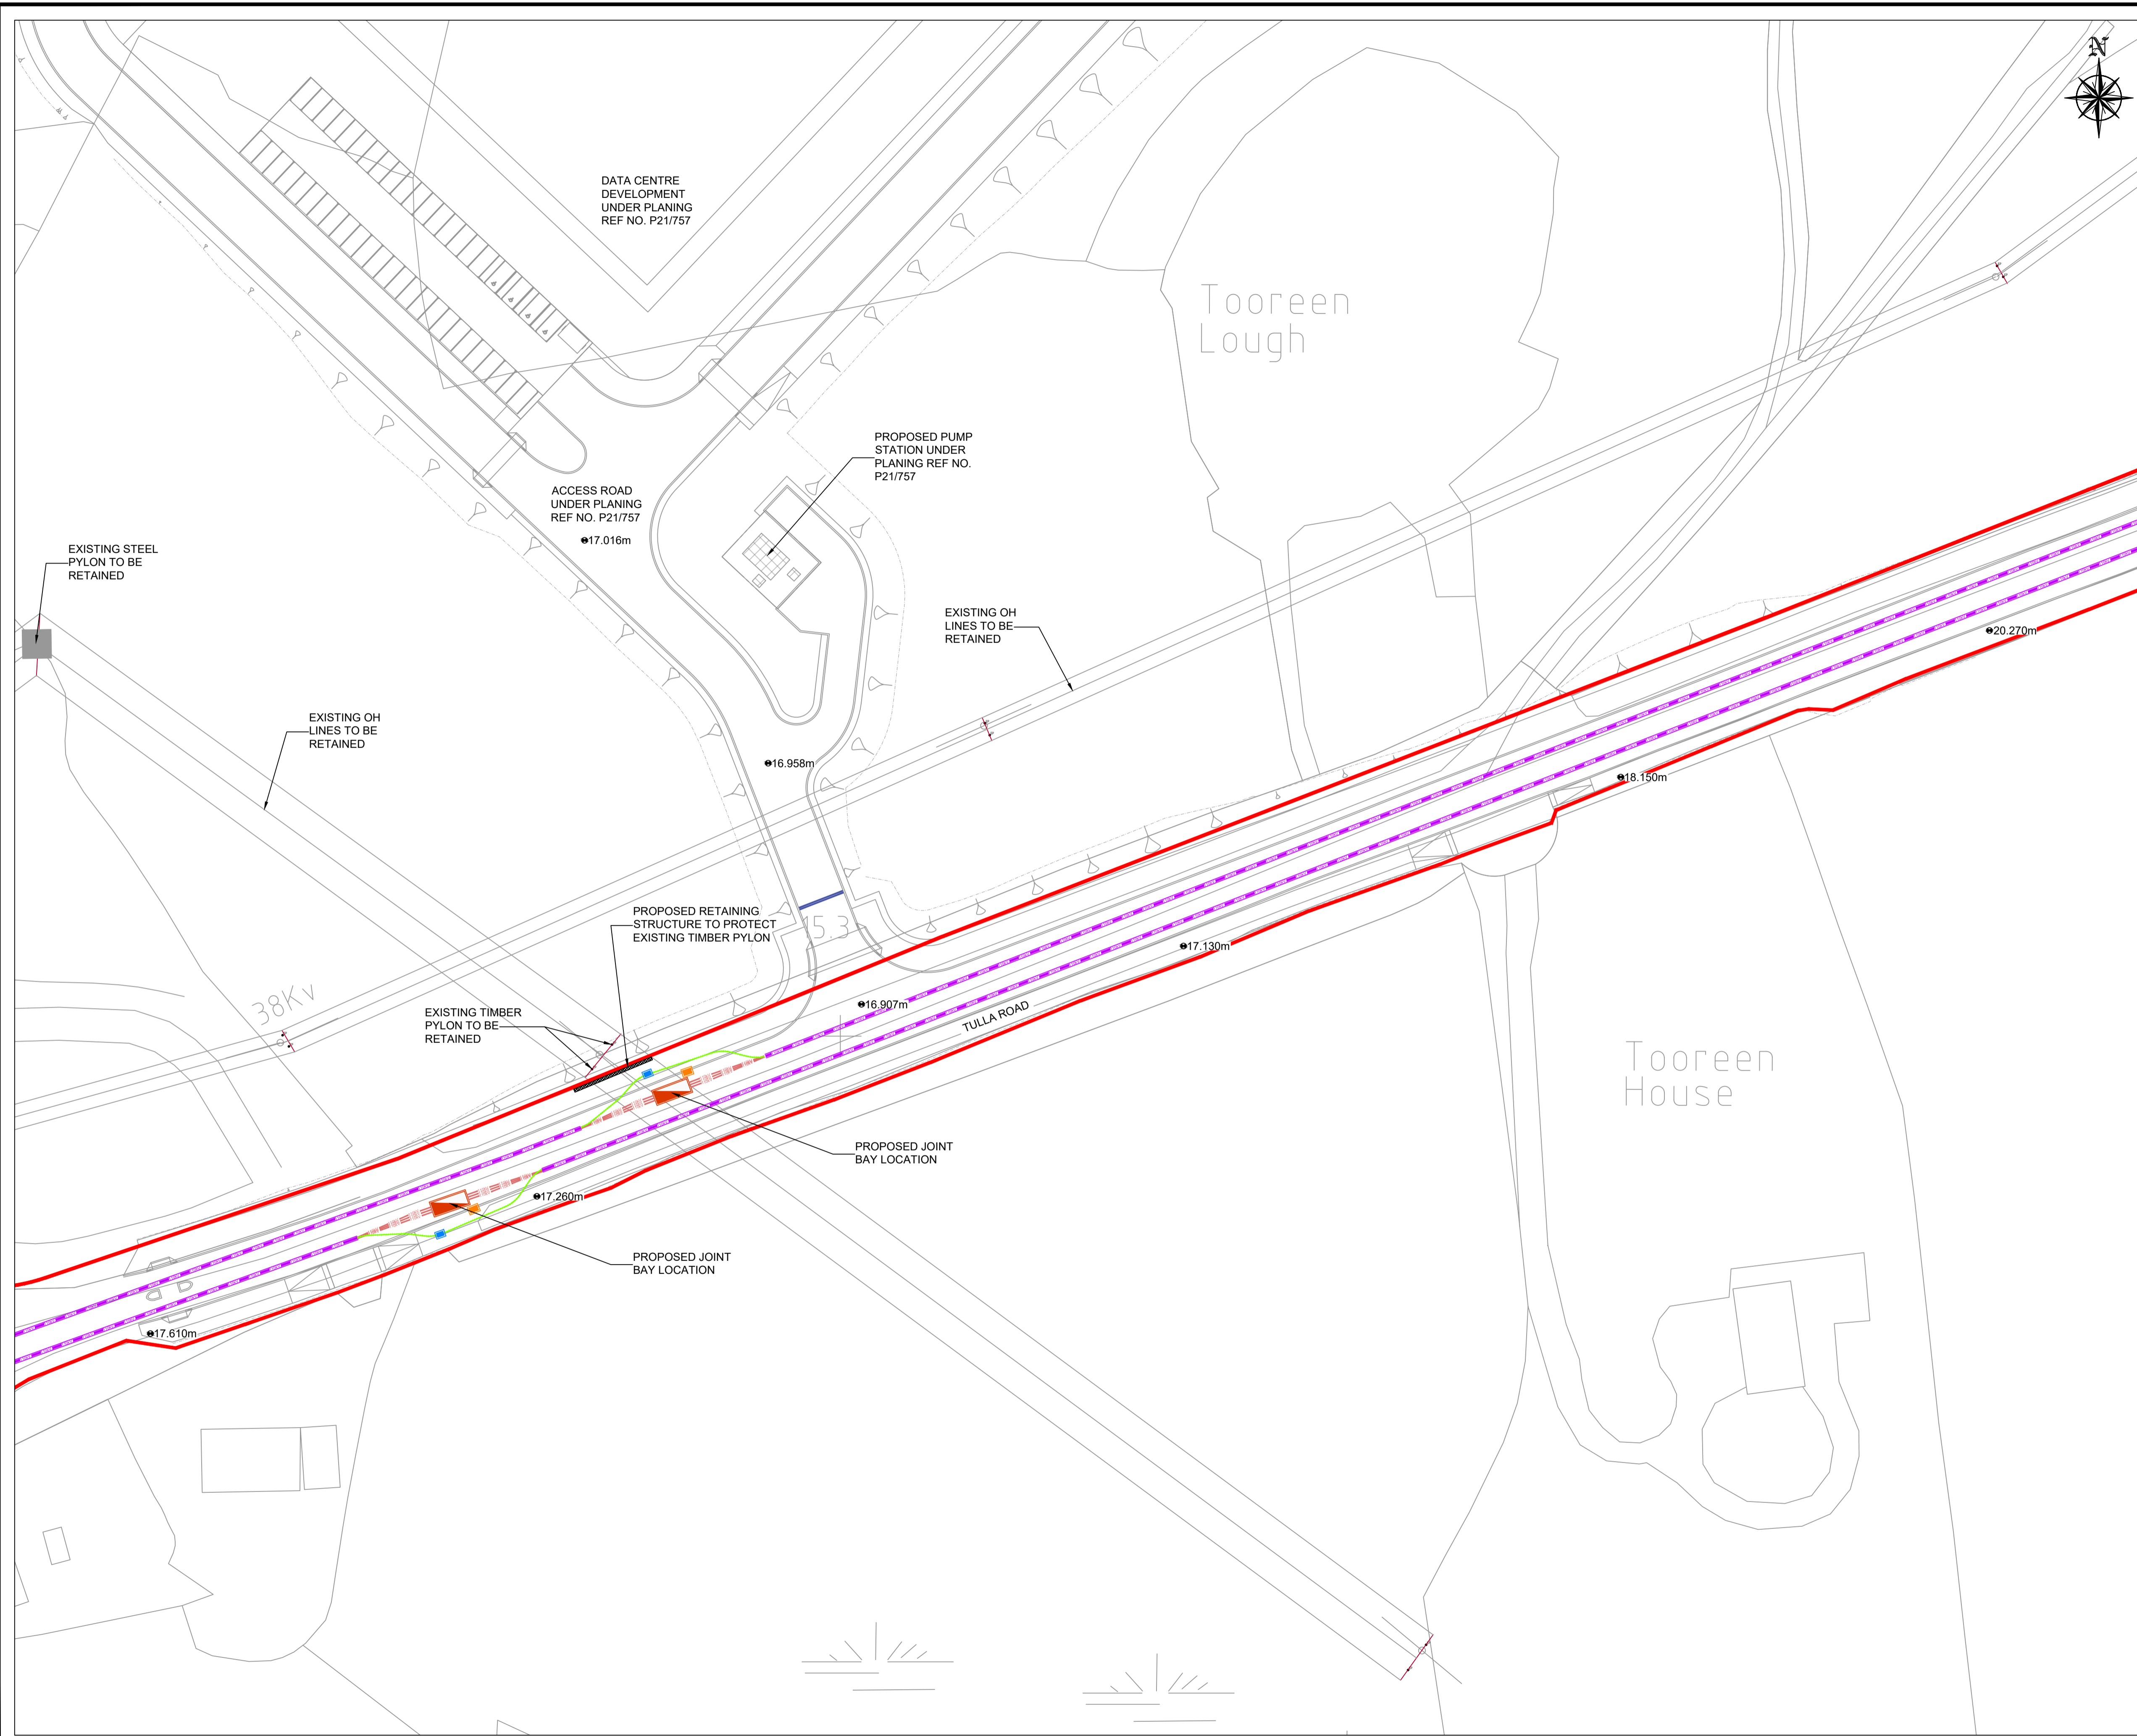 N
DATA CENTRE
DEVELOPMENT
UNDER PLANING
REF NO. P21/757
Tooreen
Lough
PROPOSED PUMP
STATION UNDER
PLANING REF NO.
P21/757
ACCESS ROAD
UNDER PLANING
REF NO. P21/757
17.016m
EXISTING STEEL
PYLON TO BE
RETAINED
EXISTING OH
LINES TO BE
RETAINED
20.270m
EXISTING OH
LINES TO BE
RETAINED
16.958m
18.150m
PROPOSED RETAINING
STRUCTURE TO PROTECT
EXISTING TIMBER PYLON
15.3
17.130m
38Kv
16.907m
TULLA ROAD
EXISTING TIMBER
PYLON TO BE
RETAINED
Tooreen
House
PROPOSED JOINT
BAY LOCATION
17.260m
PROPOSED JOINT
BAY LOCATION
17.610m